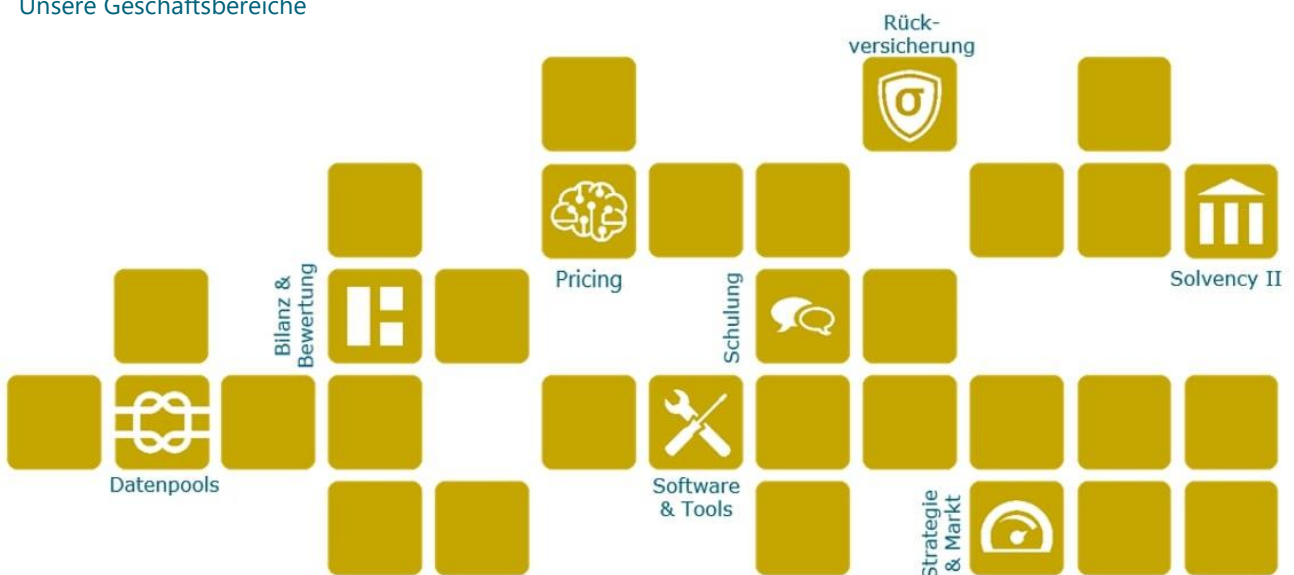 Unsere Geschäftsbereiche
Rück-
versicherung
Pricing
Solvency II
Bilanz &
Bewertung
Schulung
σ
Datenpools
Software
& Tools
Strategie
& Markt